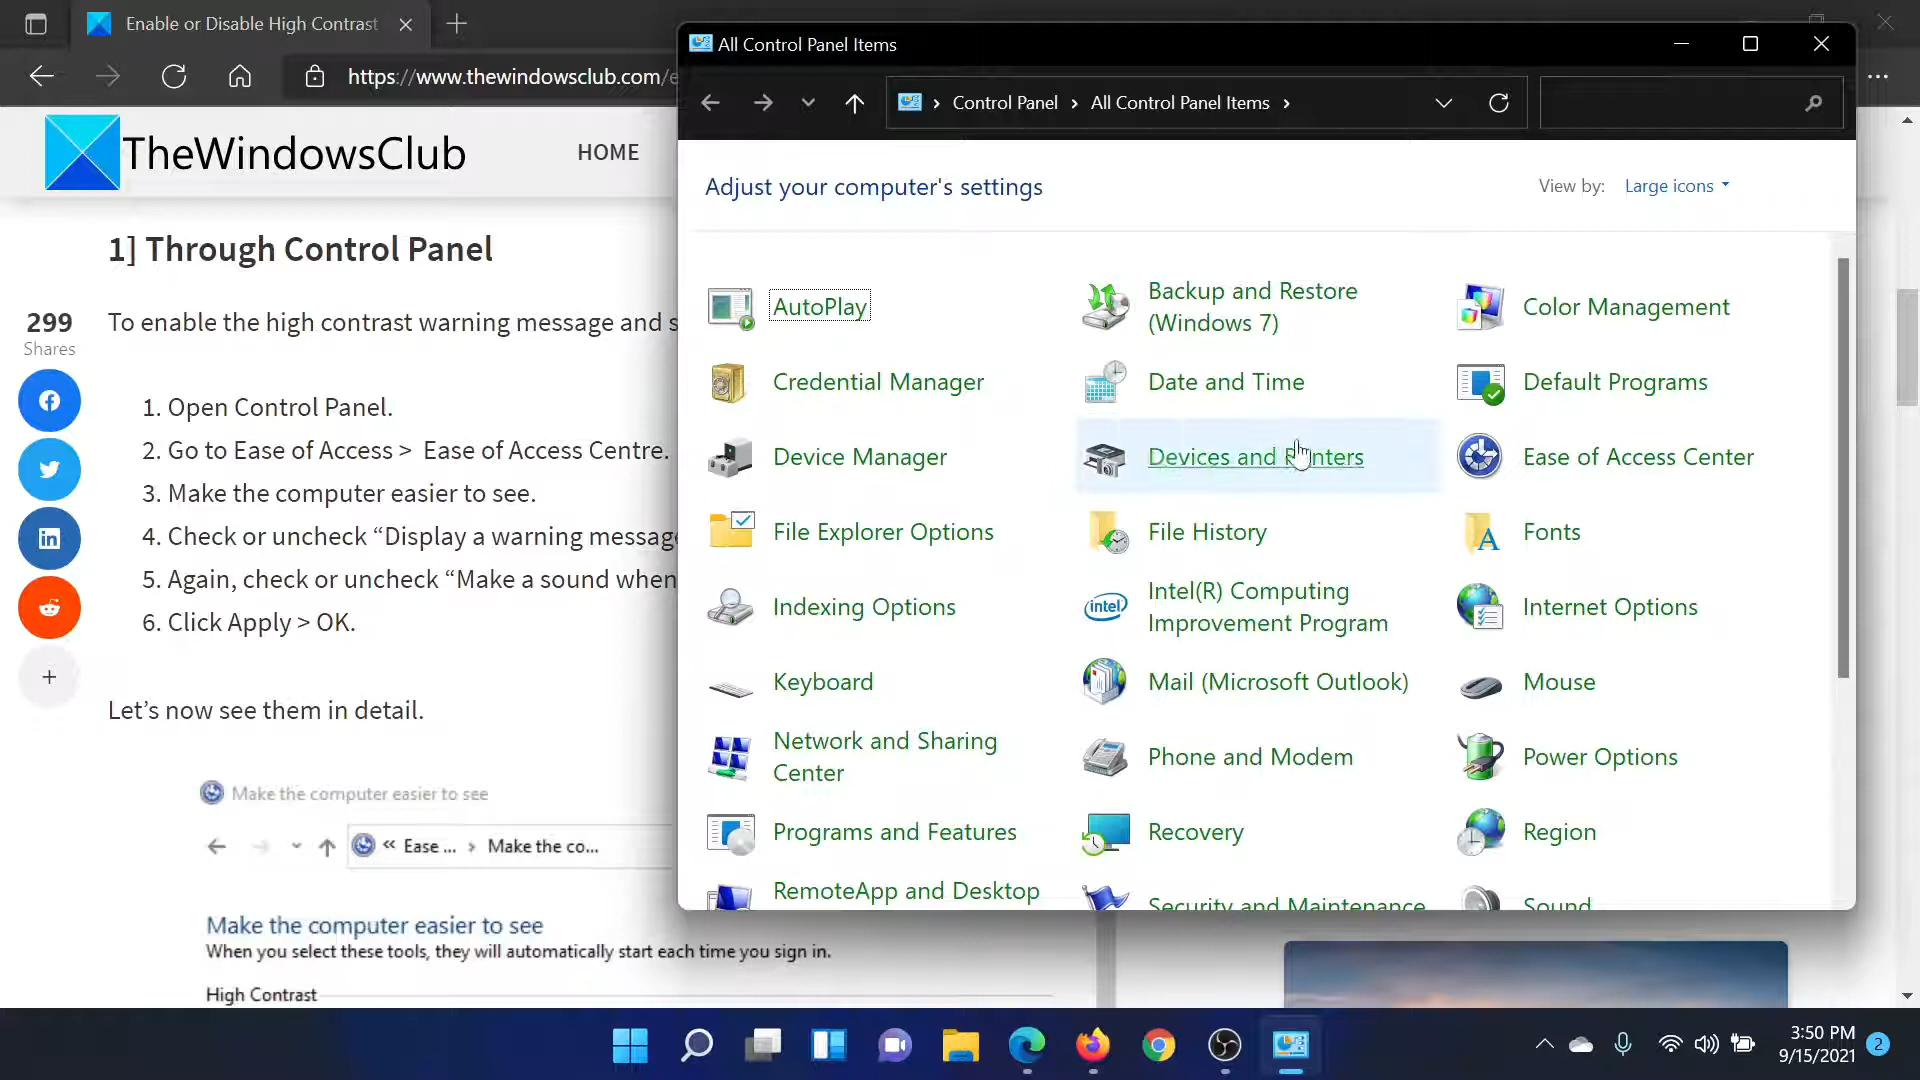 Enable or Disable High Contrast
https://www.thewindowsclub.com/e
TheWindowsClub
HOME
1] Through Control Panel
299
Shares
To enable the high contrast warning message and s
1. Open Control Panel.
2. Go to Ease of Access > Ease of Access Centre.
3. Make the computer easier to see.
4. Check or uncheck “Display a warning message
5. Again, check or uncheck “Make a sound when
6. Click Apply > OK.
Let’s now see them in detail.
Make the computer easier to see
« Ease ... › Make the co...
Make the computer easier to see
When you select these tools, they will automatically start each time you sign in.
High Contrast
All Control Panel Items
› Control Panel › All Control Panel Items ›
Adjust your computer's settings
View by: Large icons
AutoPlay
Backup and Restore
(Windows 7)
Color Management
Credential Manager
Date and Time
Default Programs
Device Manager
Devices and Printers
Ease of Access Center
File Explorer Options
File History
Fonts
Indexing Options
intel
Intel(R) Computing
Improvement Program
Internet Options
Keyboard
Mail (Microsoft Outlook)
Mouse
Network and Sharing
Center
Phone and Modem
Power Options
Programs and Features
Recovery
Region
RemoteApp and Desktop
Security and Maintenance
Sound
3:50 PM
9/15/2021
2